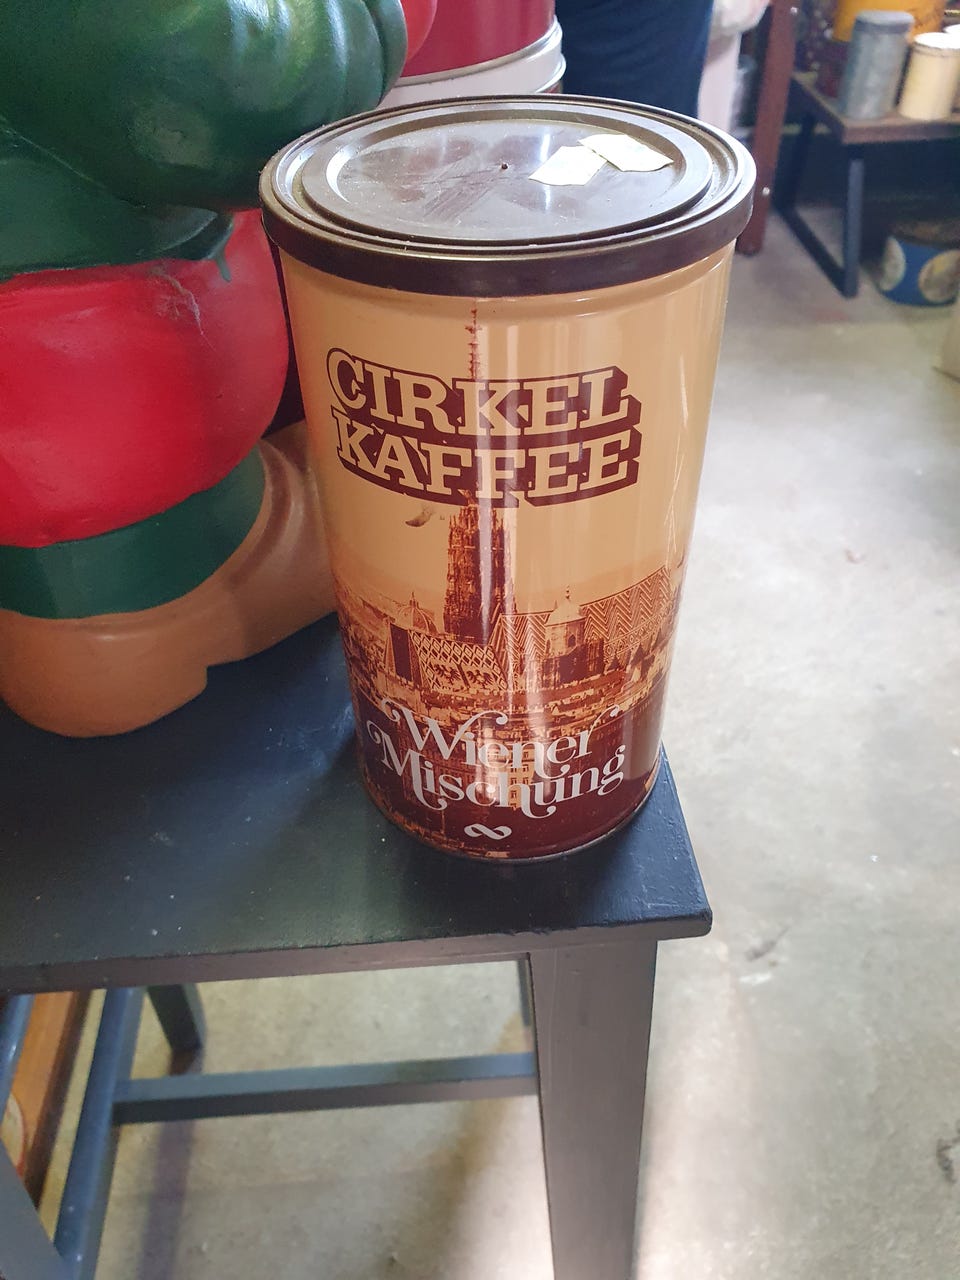 CIRKEL
KAFFEE
Wiener
Mischung